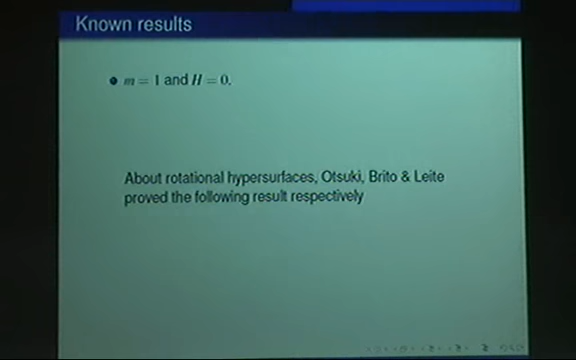 Known results
m = 1 and H = 0.
About rotational hypersurfaces, Otsuki, Brito & Leite
proved the following result respectively